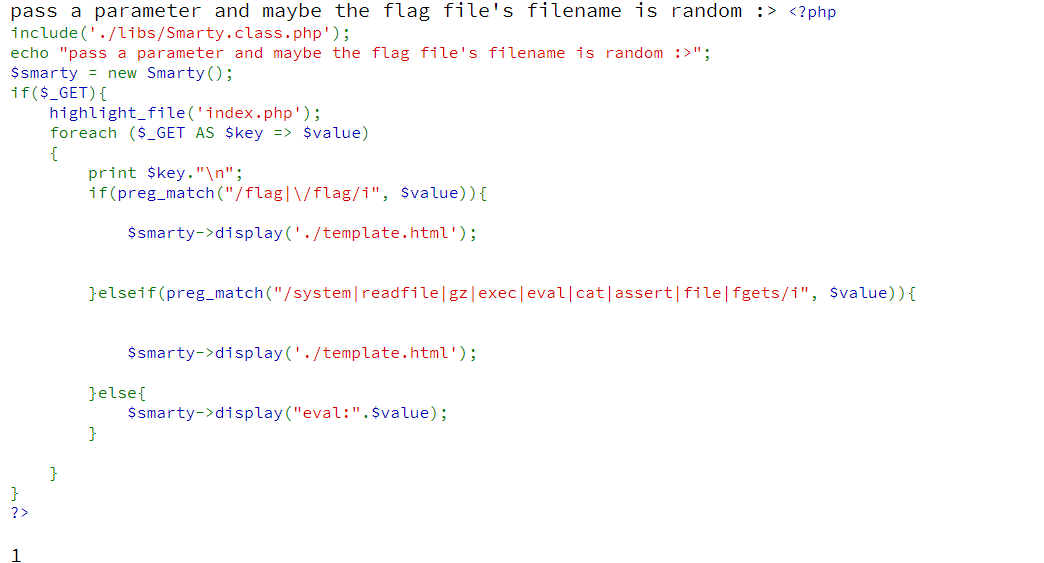 pass a parameter and maybe the flag file's filename is random :> <?php
include('./libs/Smarty.class.php');
echo "pass a parameter and maybe the flag file's filename is random :>";
$smarty = new Smarty();
if($_GET){
    highlight_file('index.php');
    foreach ($_GET AS $key => $value)
    {
        print $key."\n";
        if(preg_match("/flag|\/flag/i", $value)){
            $smarty->display('./template.html');
        }elseif(preg_match("/system|readfile|gz|exec|eval|cat|assert|file|fgets/i", $value)){
            $smarty->display('./template.html');
        }else{
            $smarty->display("eval:".$value);
        }
    }
}
?>
1